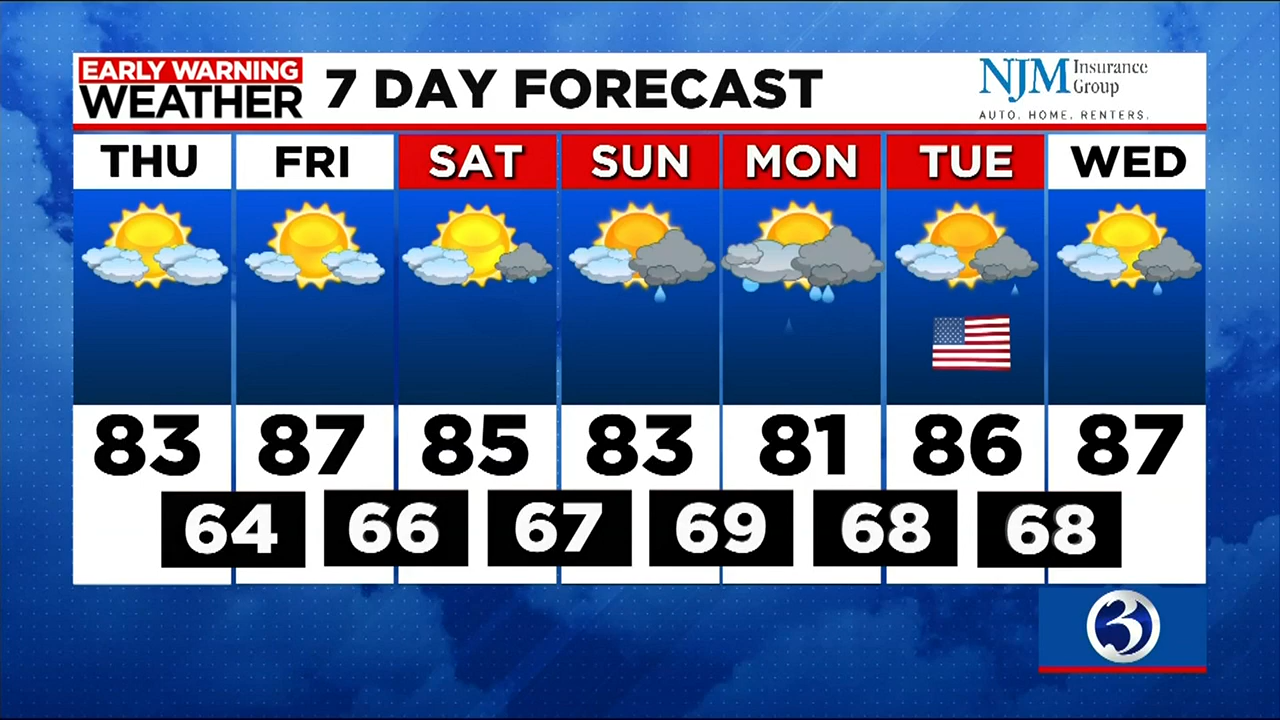 EARLY WARNING
WEATHER
7 DAY FORECAST
NJM Insurance
Group
AUTO. HOME. RENTERS.
THU FRI SAT SUN MON TUE WED
83 87 85 83 81 86 87
64 66 67 69 68 68
3